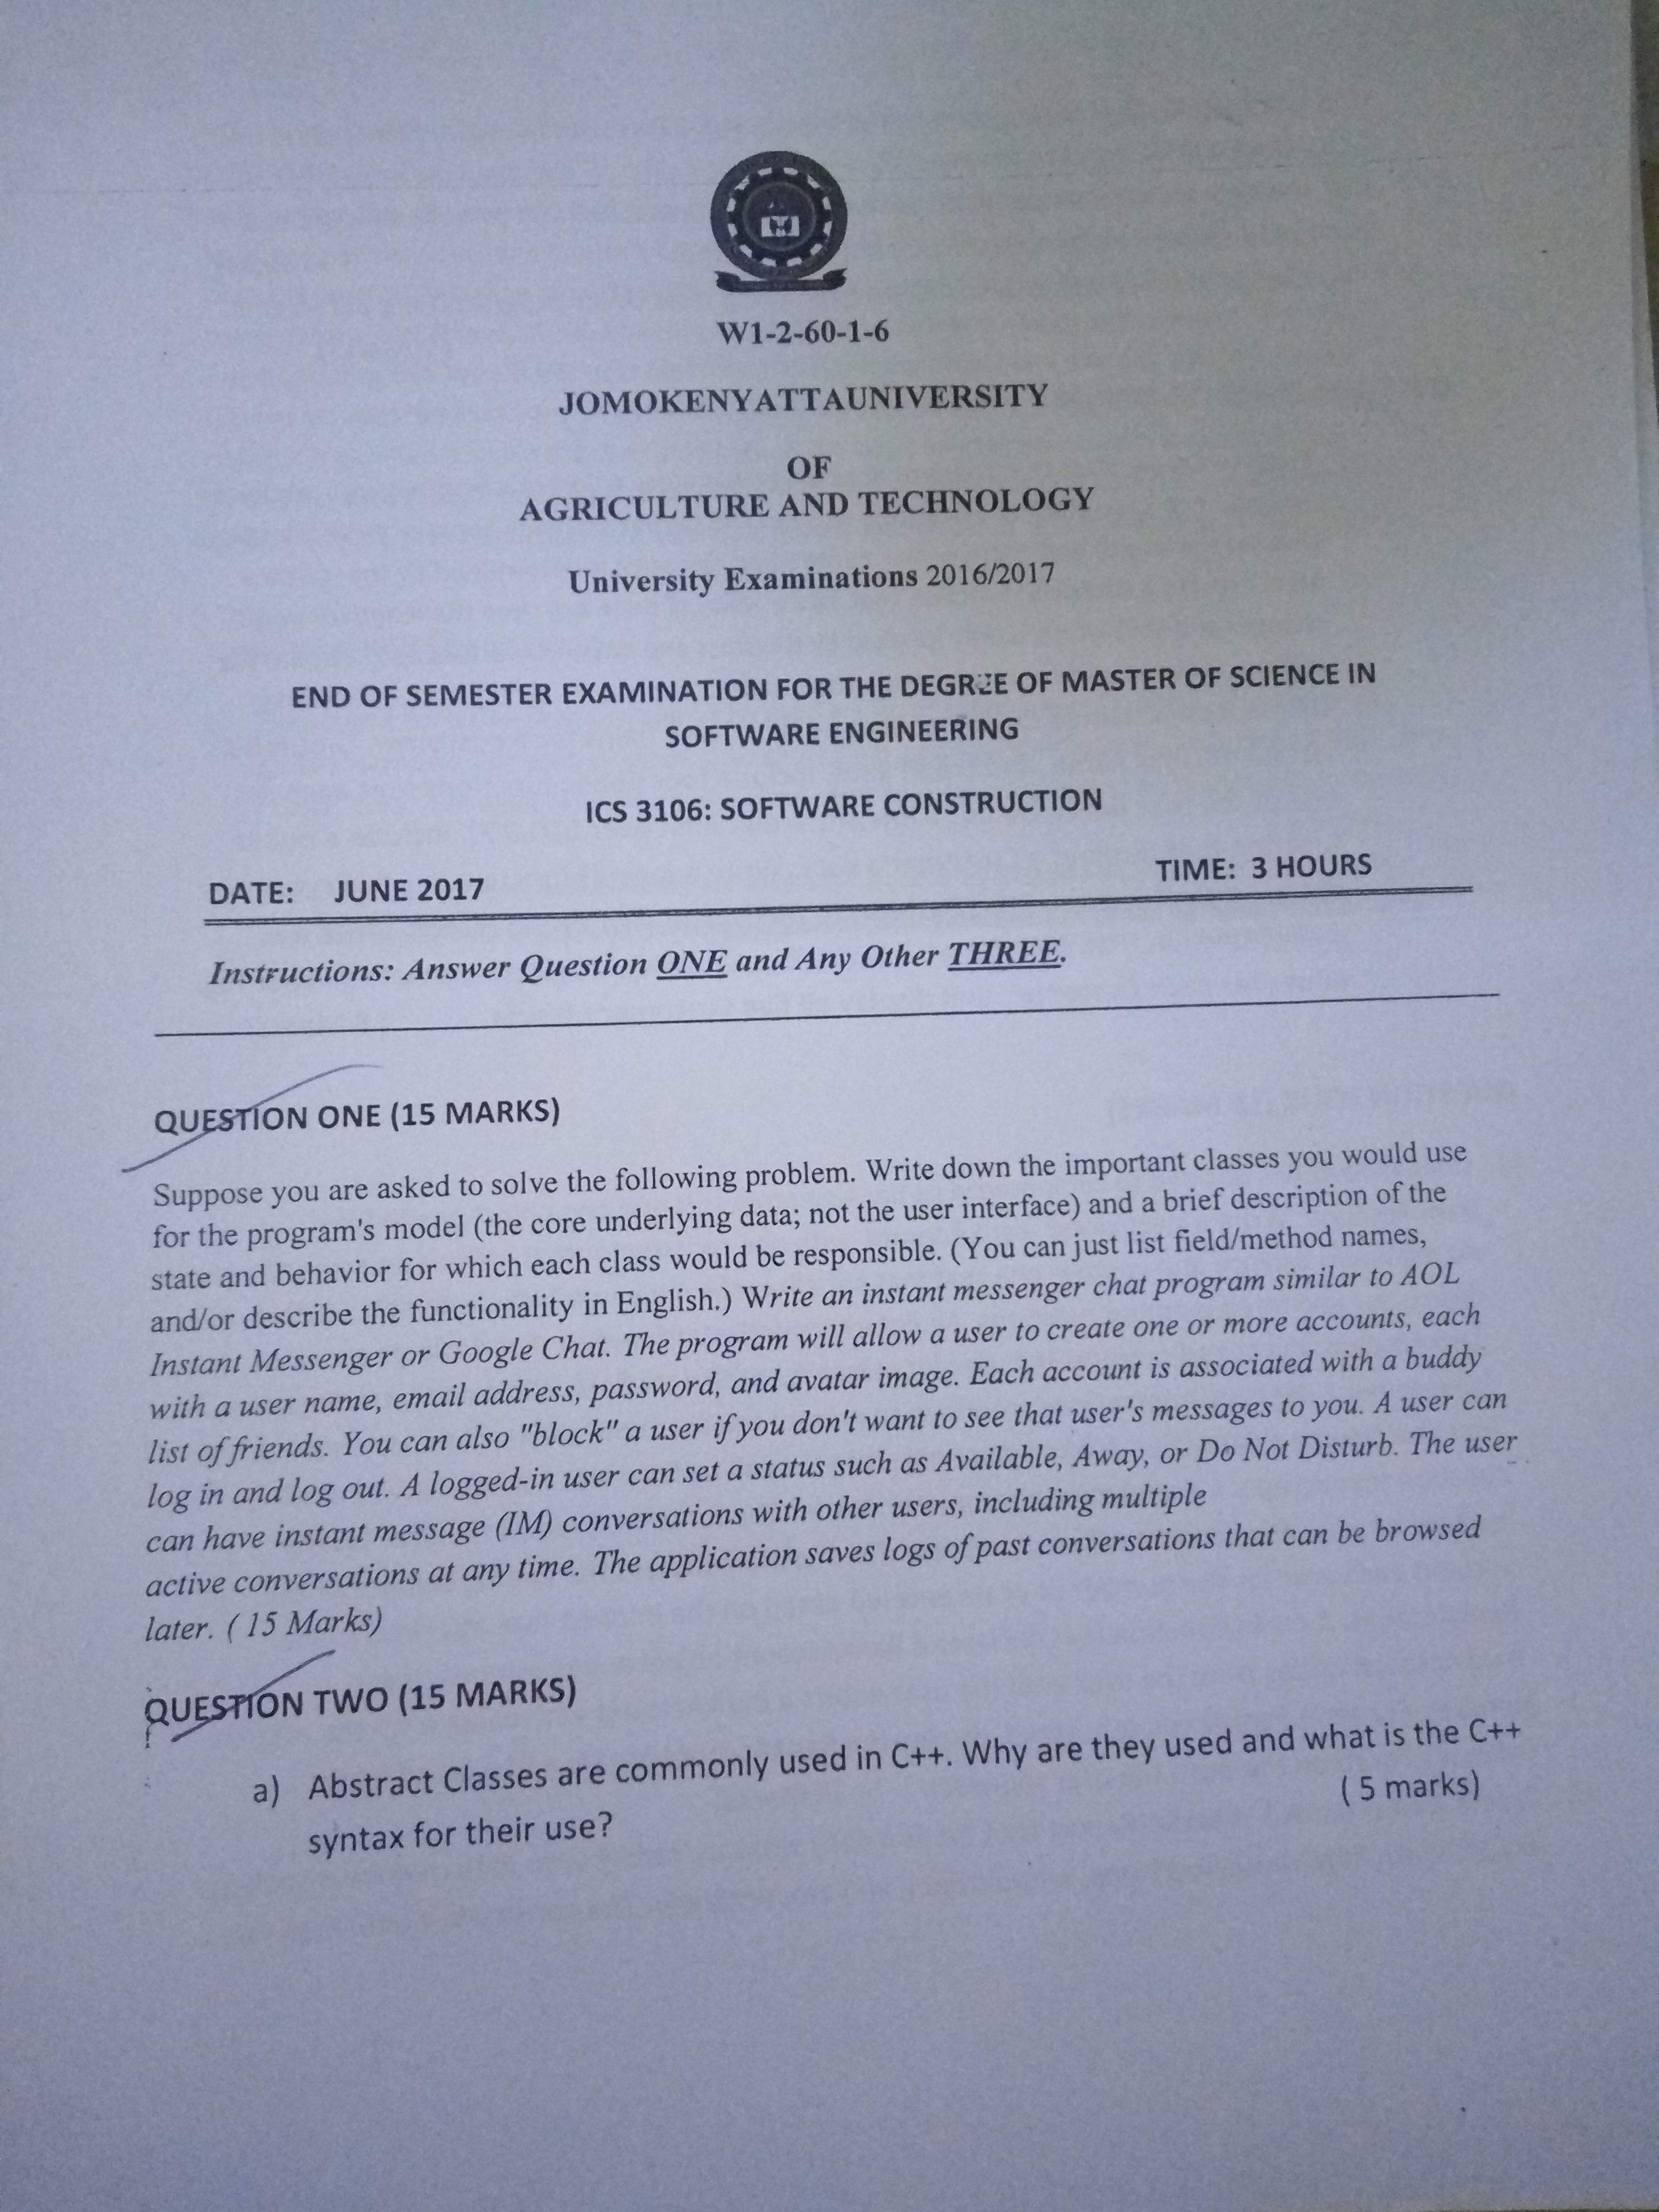 W1-2-60-1-6
JOMOKENYATTAUNIVERSITY
OF
AGRICULTURE AND TECHNOLOGY
University Examinations 2016/2017
END OF SEMESTER EXAMINATION FOR THE DEGREE OF MASTER OF SCIENCE IN
SOFTWARE ENGINEERING
ICS 3106: SOFTWARE CONSTRUCTION
DATE: JUNE 2017 TIME: 3 HOURS
Instructions: Answer Question ONE and Any Other THREE.
QUESTION ONE (15 MARKS)
Suppose you are asked to solve the following problem. Write down the important classes you would use
for the program's model (the core underlying data; not the user interface) and a brief description of the
state and behavior for which each class would be responsible. (You can just list field/method names,
and/or describe the functionality in English.) Write an instant messenger chat program similar to AOL
Instant Messenger or Google Chat. The program will allow a user to create one or more accounts, each
with a user name, email address, password, and avatar image. Each account is associated with a buddy
list of friends. You can also "block" a user if you don't want to see that user's messages to you. A user can
log in and log out. A logged-in user can set a status such as Available, Away, or Do Not Disturb. The user
can have instant message (IM) conversations with other users, including multiple
active conversations at any time. The application saves logs of past conversations that can be browsed
later. ( 15 Marks)
QUESTION TWO (15 MARKS)
a) Abstract Classes are commonly used in C++. Why are they used and what is the C++
syntax for their use? ( 5 marks)